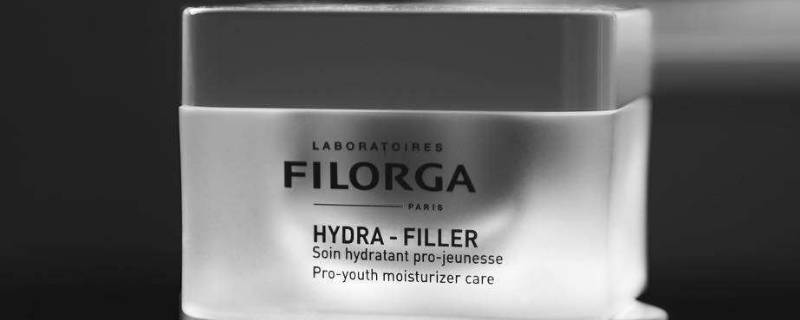 LABORATOIRES
FILORGA
PARIS
HYDRA - FILLER
Soin hydratant pro-jeunesse
Pro-youth moisturizer care